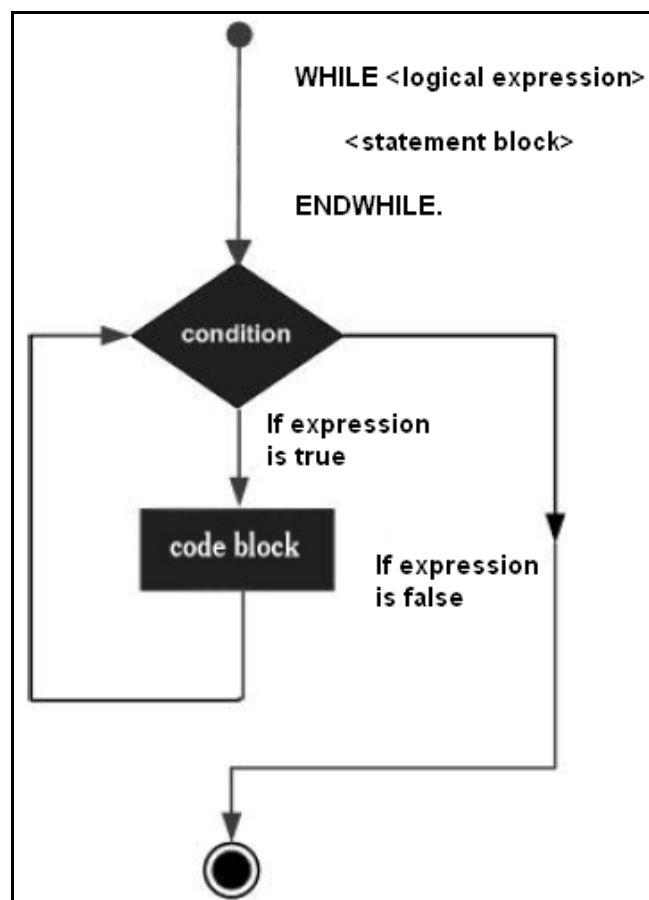 WHILE <logical expression>
<statement block>
ENDWHILE.
condition
If expression
is true
code block
If expression
is false